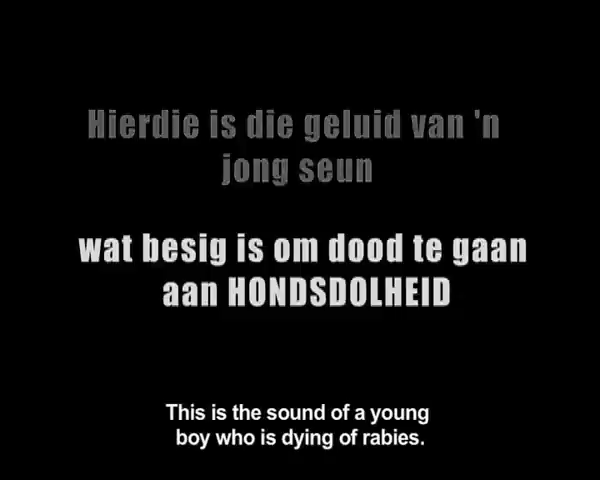 Hierdie is die geluid van 'n
jong seun
wat besig is om dood te gaan
aan HONDSDOLHEID
This is the sound of a young
boy who is dying of rabies.